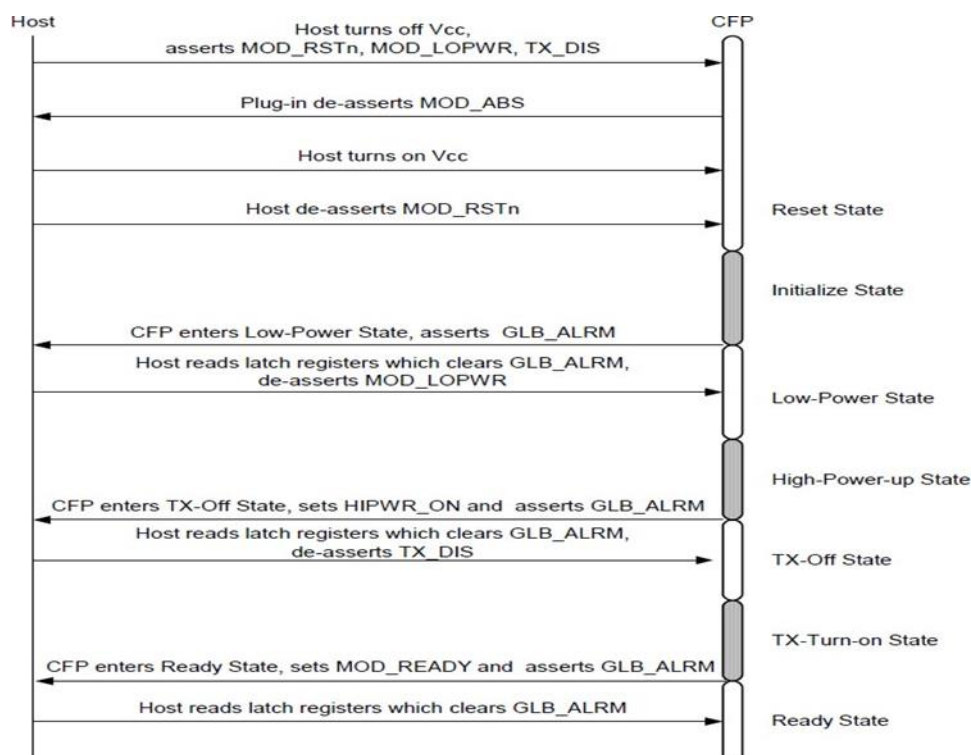 Host
CFP
Host turns off Vcc,
asserts MOD_RSTn, MOD_LOPWR, TX_DIS
Plug-in de-asserts MOD_ABS
Host turns on Vcc
Host de-asserts MOD_RSTn
Reset State
Initialize State
CFP enters Low-Power State, asserts GLB_ALRM
Host reads latch registers which clears GLB_ALRM,
de-asserts MOD_LOPWR
Low-Power State
High-Power-up State
CFP enters TX-Off State, sets HIPWR_ON and asserts GLB_ALRM
Host reads latch registers which clears GLB_ALRM,
de-asserts TX_DIS
TX-Off State
TX-Turn-on State
CFP enters Ready State, sets MOD_READY and asserts GLB_ALRM
Host reads latch registers which clears GLB_ALRM
Ready State